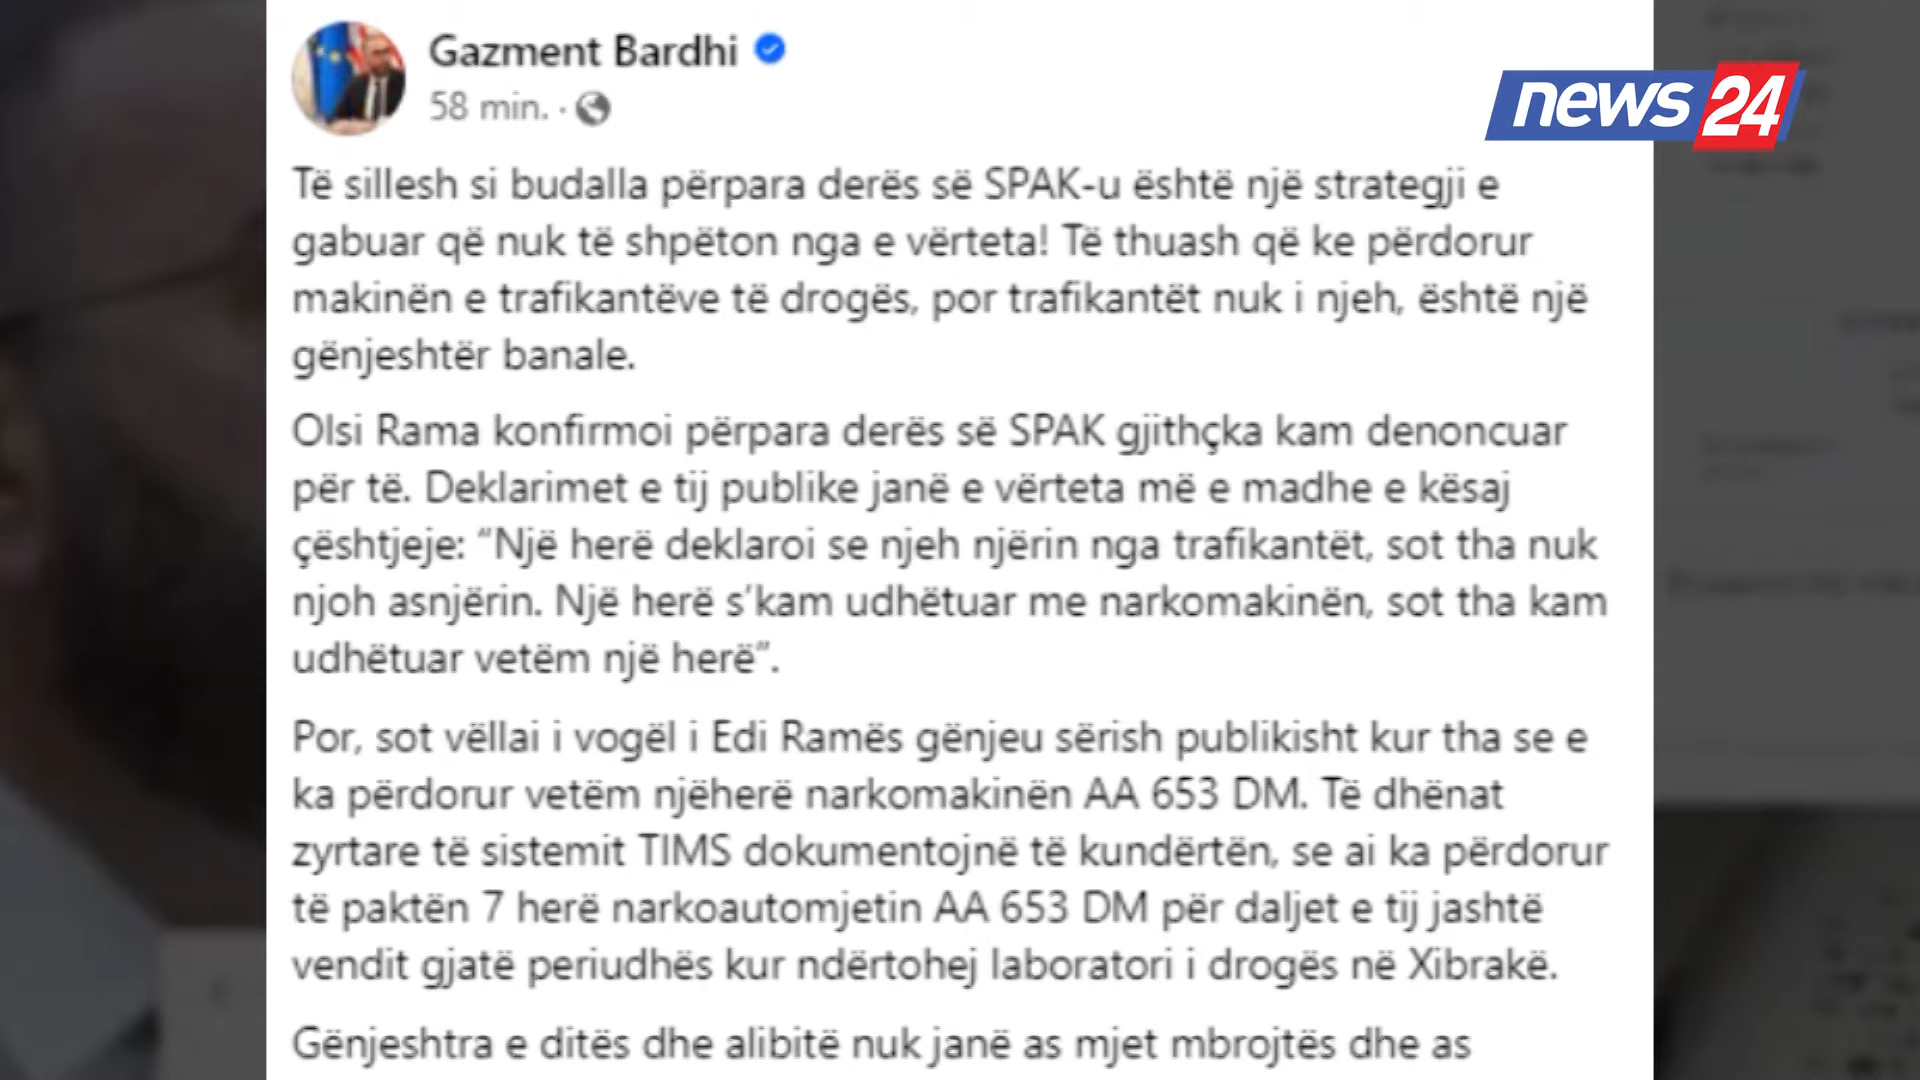 Gazment Bardhi
58 min. ·
news 24
Të sillesh si budalla përpara derës së SPAK-u është një strategji e
gabuar që nuk të shpëton nga e vërteta! Të thuash që ke përdorur
makinën e trafikantëve të drogës, por trafikantët nuk i njeh, është një
gënjeshtër banale.
Olsi Rama konfirmoi përpara derës së SPAK gjithçka kam denoncuar
për të. Deklarimet e tij publike janë e vërteta më e madhe e kësaj
çështjeje: “Një herë deklaroi se njeh njërin nga trafikantët, sot tha nuk
njoh asnjërin. Një herë s’kam udhëtuar me narkomakinën, sot tha kam
udhëtuar vetëm një herë”.
Por, sot vëllai i vogël i Edi Ramës gënjeu sërish publikisht kur tha se e
ka përdorur vetëm njëherë narkomakinën AA 653 DM. Të dhënat
zyrtare të sistemit TIMS dokumentojnë të kundërtën, se ai ka përdorur
të paktën 7 herë narkoautomjetin AA 653 DM për daljet e tij jashtë
vendit gjatë periudhës kur ndërtohej laboratori i drogës në Xibrakë.
Gënjeshtra e ditës dhe alibitë nuk janë as mjet mbrojtës dhe as